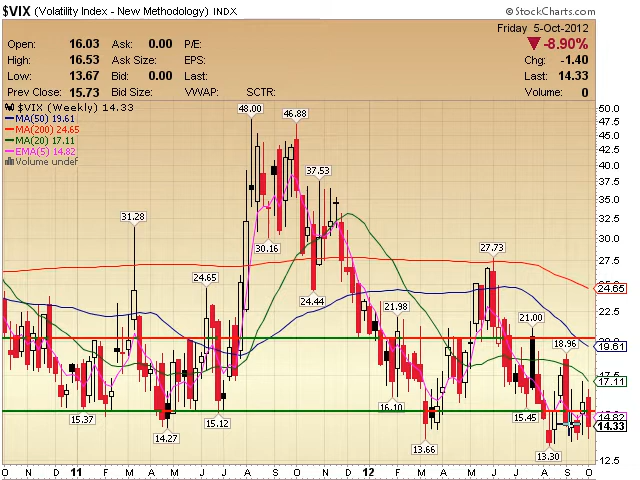 $VIX (Volatility Index - New Methodology) INDX
© StockCharts.com
Friday 5-Oct-2012
Open: 16.03 Ask: 0.00 P/E: ▼-8.90%
High: 16.53 Ask Size: EPS: Chg: -1.40
Low: 13.67 Bid: 0.00 Last: Last: 14.33
Prev Close: 15.73 Bid Size: VWAP: SCTR: Volume: 0
$VIX (Weekly) 14.33
MA(50) 19.61
MA(200) 24.65
MA(20) 17.11
EMA(5) 14.82
Volume undef
48.00
46.88
37.53
31.28
30.16
27.73
24.65
24.44
21.98
21.00
18.96
16.10
15.45
15.37
15.12
14.27
13.66
13.30
50.0
47.5
45.0
42.5
40.0
37.5
35.0
32.5
30.0
27.5
24.65
22.5
19.61
17.5
17.11
14.82
14.33
12.5
O N D 11 F M A M J J A S O N D 12 F M A M J J A S O